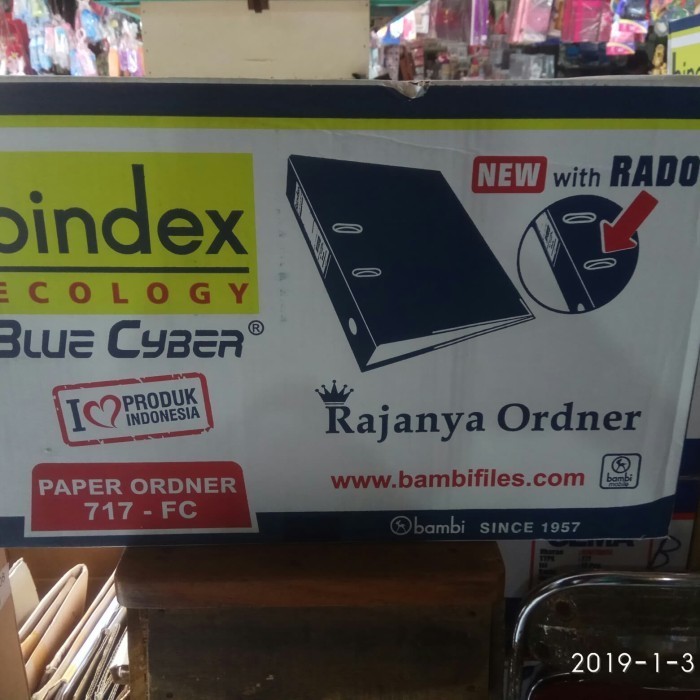 bindex
ECOLOGY
BLUE CYBER®
I PRODUK
INDONESIA
PAPER ORDNER
717 - FC
NEW with RADO
Rajanya Ordner
www.bambifiles.com
bambi
mobile
bambi SINCE 1957
B
2019-1-3